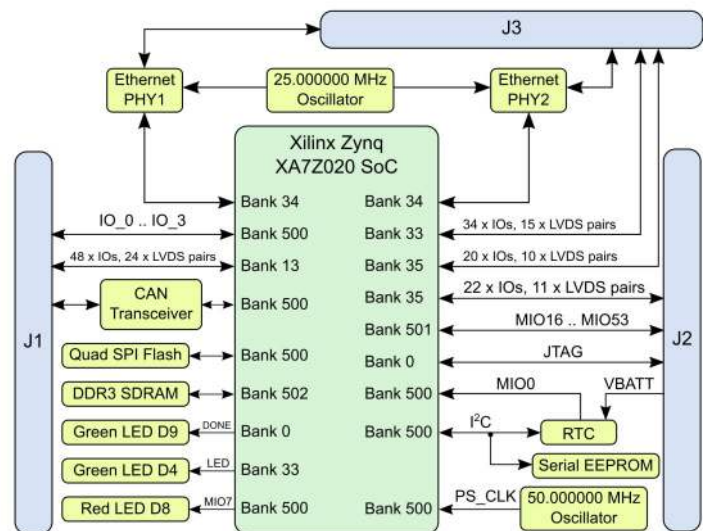 J3
Ethernet
PHY1
25.000000 MHz
Oscillator
Ethernet
PHY2
Xilinx Zynq
XA7Z020 SoC
J1
J2
Bank 34
Bank 34
IO_0 .. IO_3
Bank 500
Bank 33
34 x IOs, 15 x LVDS pairs
48 x IOs, 24 x LVDS pairs
Bank 13
Bank 35
20 x IOs, 10 x LVDS pairs
CAN
Transceiver
Bank 500
Bank 35
22 x IOs, 11 x LVDS pairs
Bank 501
MIO16 .. MIO53
Quad SPI Flash
Bank 500
Bank 0
JTAG
DDR3 SDRAM
Bank 502
Bank 500
MIO0
VBATT
Green LED D9
DONE
Bank 0
Bank 500
I²C
RTC
Green LED D4
LED
Bank 33
Serial EEPROM
Red LED D8
MIO7
Bank 500
Bank 500
PS_CLK
50.000000 MHz
Oscillator